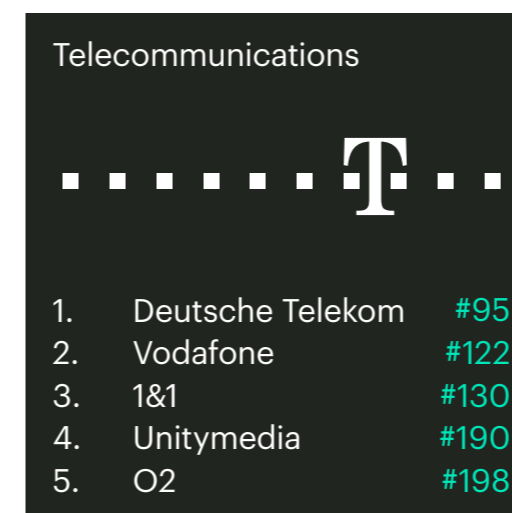 Telecommunications
T
1. Deutsche Telekom #95
2. Vodafone #122
3. 1&1 #130
4. Unitymedia #190
5. O2 #198